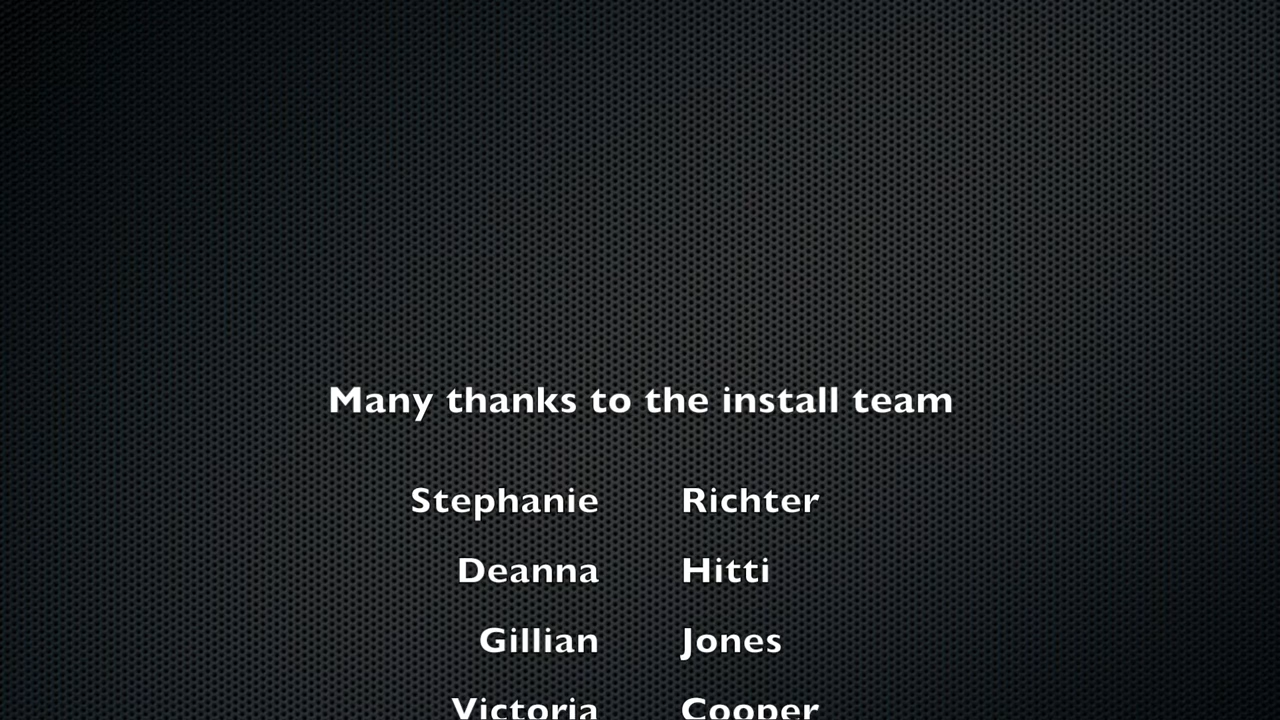 Many thanks to the install team
Stephanie Richter
Deanna Hitti
Gillian Jones
Victoria Cooper